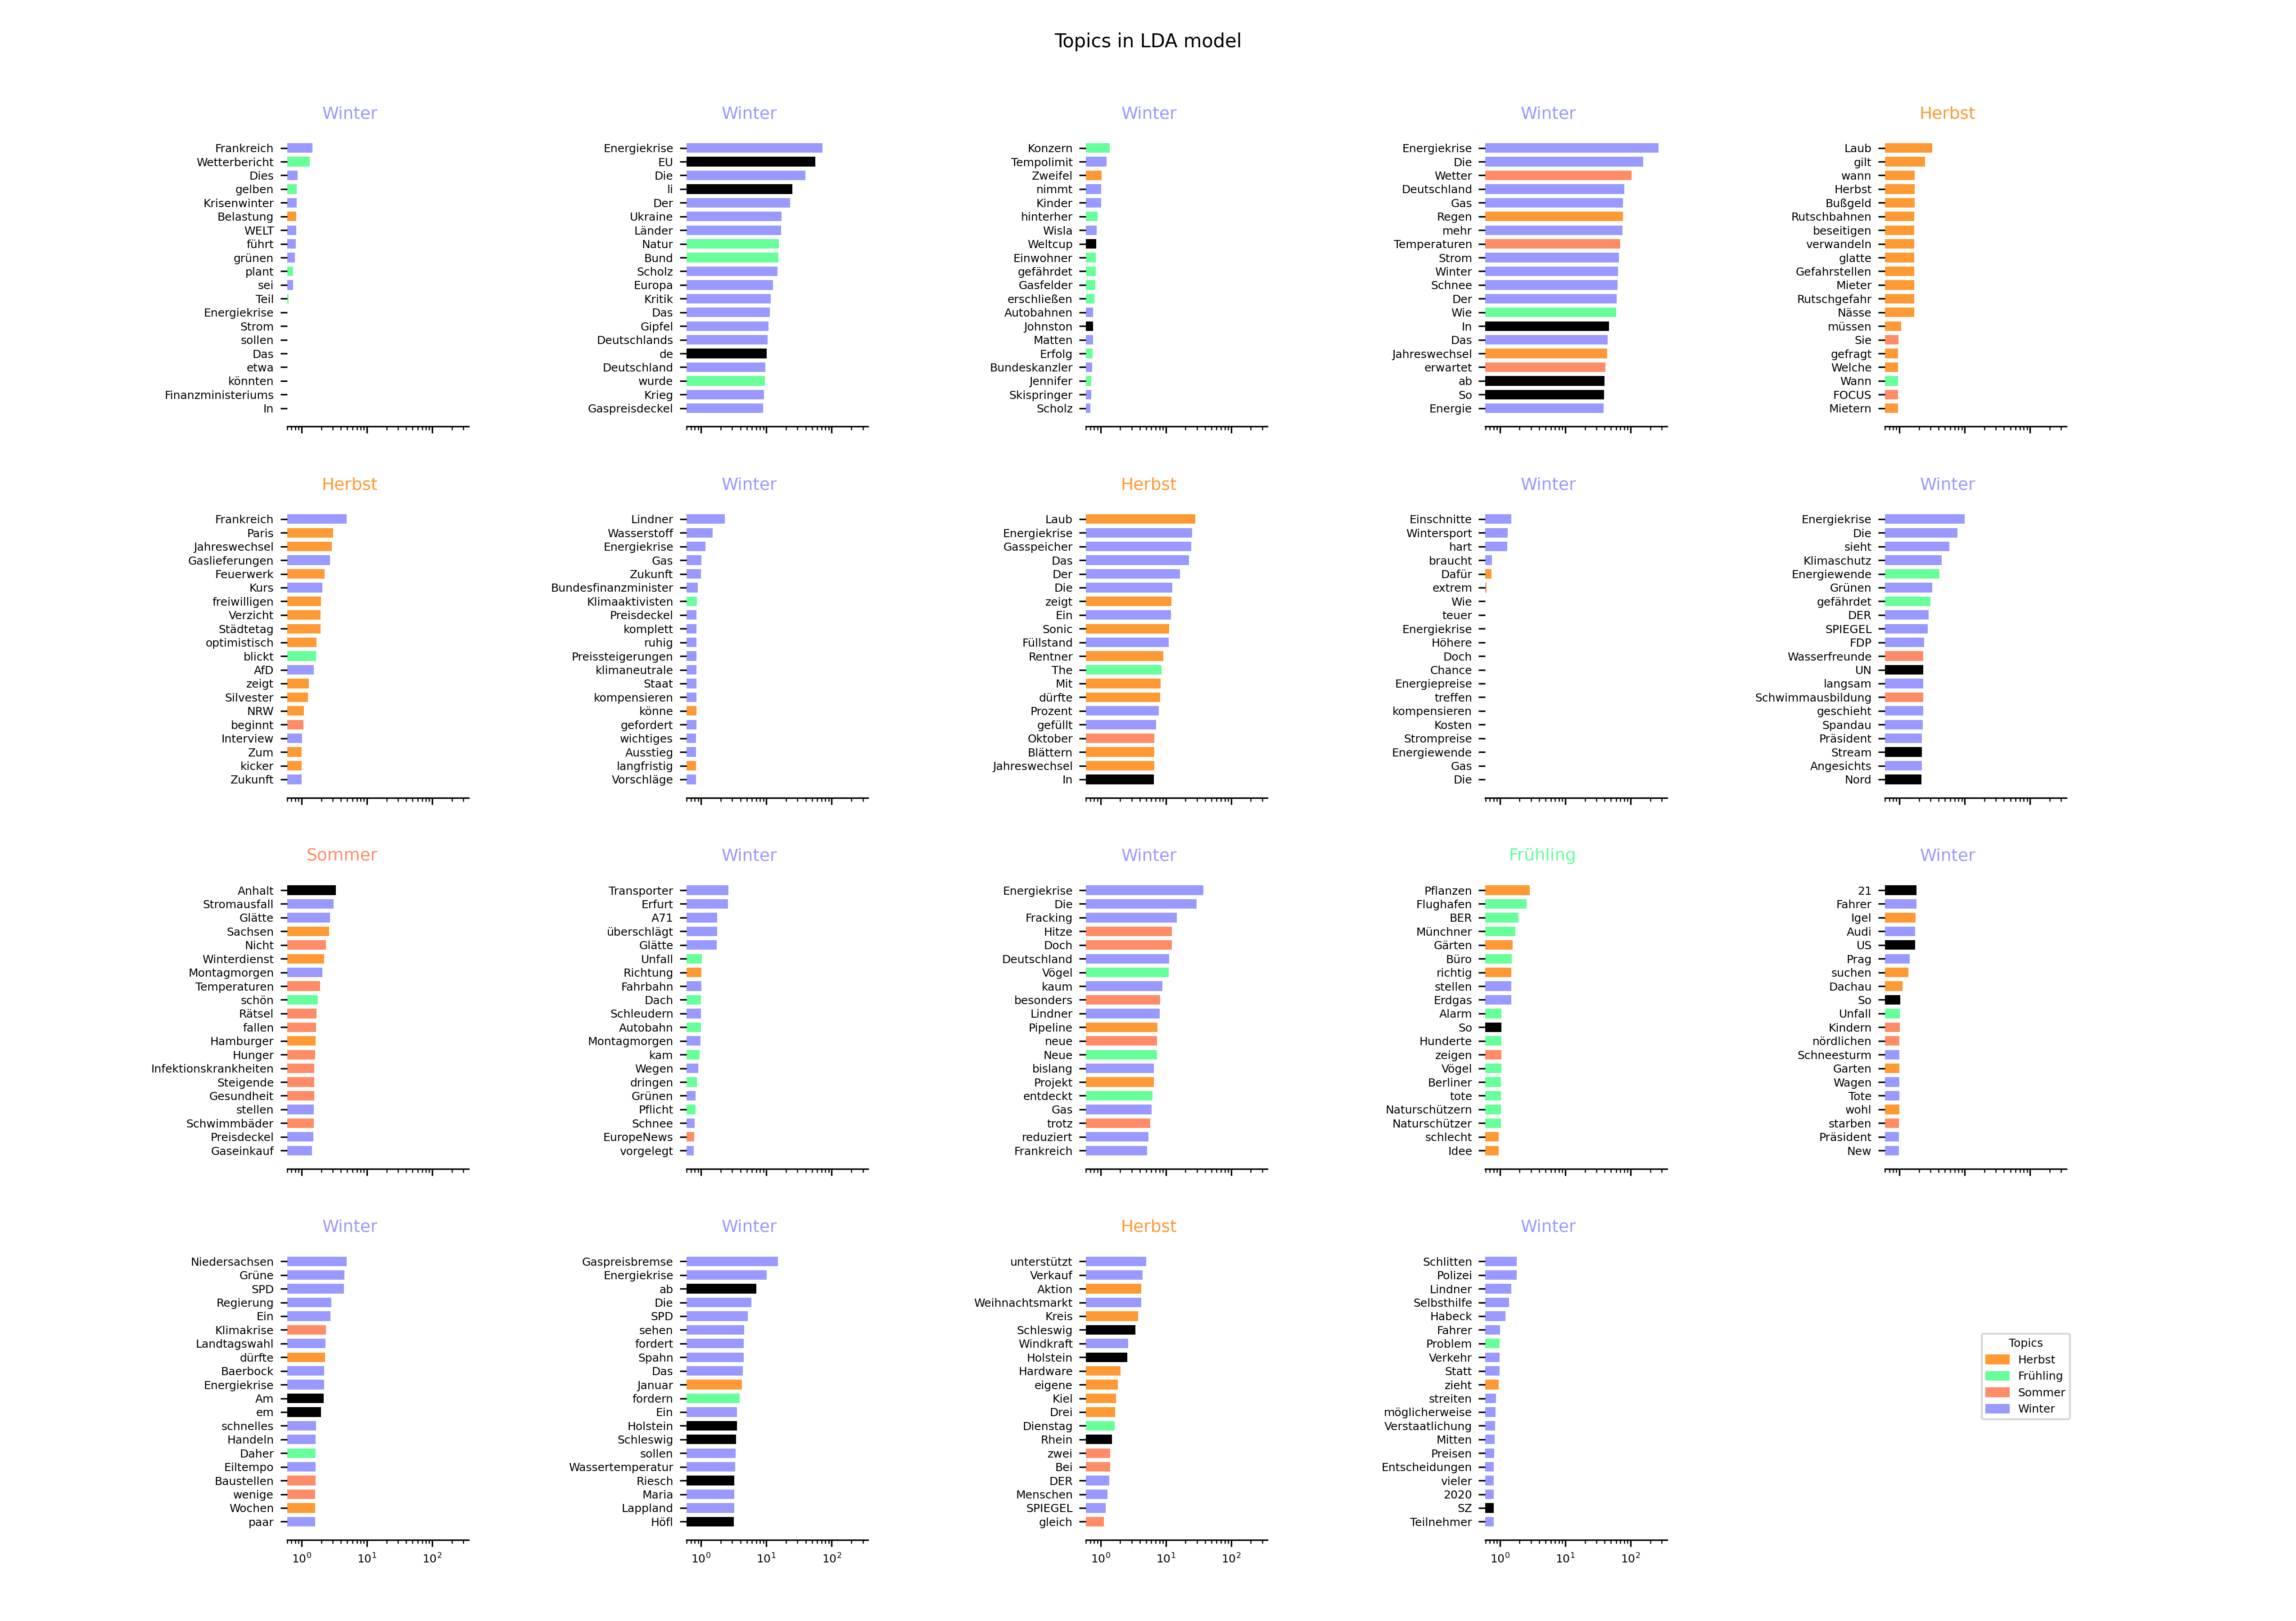 Topics in LDA model
Winter
Frankreich
Wetterbericht
Dies
gelben
Krisenwinter
Belastung
WELT
führt
grünen
plant
sei
Teil
Energiekrise
Strom
sollen
Das
etwa
könnten
Finanzministeriums
In
Winter
Energiekrise
EU
Die
li
Der
Ukraine
Länder
Natur
Bund
Scholz
Europa
Kritik
Das
Gipfel
Deutschlands
de
Deutschland
wurde
Krieg
Gaspreisdeckel
Winter
Konzern
Tempolimit
Zweifel
nimmt
Kinder
hinterher
Wisla
Weltcup
Einwohner
gefährdet
Gasfelder
erschließen
Autobahnen
Johnston
Matten
Erfolg
Bundeskanzler
Jennifer
Skispringer
Scholz
Winter
Energiekrise
Die
Wetter
Deutschland
Gas
Regen
mehr
Temperaturen
Strom
Winter
Schnee
Der
Wie
In
Das
Jahreswechsel
erwartet
ab
So
Energie
Herbst
Laub
gilt
wann
Herbst
Bußgeld
Rutschbahnen
beseitigen
verwandeln
glatte
Gefahrstellen
Mieter
Rutschgefahr
Nässe
müssen
Sie
gefragt
Welche
Wann
FOCUS
Mietern
Herbst
Frankreich
Paris
Jahreswechsel
Gaslieferungen
Feuerwerk
Kurs
freiwilligen
Verzicht
Städtetag
optimistisch
blickt
AfD
zeigt
Silvester
NRW
beginnt
Interview
Zum
kicker
Zukunft
Winter
Lindner
Wasserstoff
Energiekrise
Gas
Zukunft
Bundesfinanzminister
Klimaaktivisten
Preisdeckel
komplett
ruhig
Preissteigerungen
klimaneutrale
Staat
kompensieren
könne
gefordert
wichtiges
Ausstieg
langfristig
Vorschläge
Herbst
Laub
Energiekrise
Gasspeicher
Das
Der
Die
zeigt
Ein
Sonic
Füllstand
Rentner
The
Mit
dürfte
Prozent
gefüllt
Oktober
Blättern
Jahreswechsel
In
Winter
Einschnitte
Wintersport
hart
braucht
Dafür
extrem
Wie
teuer
Energiekrise
Höhere
Doch
Chance
Energiepreise
treffen
kompensieren
Kosten
Strompreise
Energiewende
Gas
Die
Winter
Energiekrise
Die
sieht
Klimaschutz
Energiewende
Grünen
gefährdet
DER
SPIEGEL
FDP
Wasserfreunde
UN
langsam
Schwimmausbildung
geschieht
Spandau
Präsident
Stream
Angesichts
Nord
Sommer
Anhalt
Stromausfall
Glätte
Sachsen
Nicht
Winterdienst
Montagmorgen
Temperaturen
schön
Rätsel
fallen
Hamburger
Hunger
Infektionskrankheiten
Steigende
Gesundheit
stellen
Schwimmbäder
Preisdeckel
Gaseinkauf
Winter
Transporter
Erfurt
A71
überschlägt
Glätte
Unfall
Richtung
Fahrbahn
Dach
Schleudern
Autobahn
Montagmorgen
kam
Wegen
dringen
Grünen
Pflicht
Schnee
EuropeNews
vorgelegt
Winter
Energiekrise
Die
Fracking
Hitze
Doch
Deutschland
Vögel
kaum
besonders
Lindner
Pipeline
neue
Neue
bislang
Projekt
entdeckt
Gas
trotz
reduziert
Frankreich
Frühling
Pflanzen
Flughafen
BER
Münchner
Gärten
Büro
richtig
stellen
Erdgas
Alarm
So
Hunderte
zeigen
Vögel
Berliner
tote
Naturschützern
Naturschützer
schlecht
Idee
Winter
21
Fahrer
Igel
Audi
US
Prag
suchen
Dachau
So
Unfall
Kindern
nördlichen
Schneesturm
Garten
Wagen
Tote
wohl
starben
Präsident
New
Winter
Niedersachsen
Grüne
SPD
Regierung
Ein
Klimakrise
Landtagswahl
dürfte
Baerbock
Energiekrise
Am
em
schnelles
Handeln
Daher
Eiltempo
Baustellen
wenige
Wochen
paar
10⁰ 10¹ 10²
Winter
Gaspreisbremse
Energiekrise
ab
Die
SPD
sehen
fordert
Spahn
Das
Januar
fordern
Ein
Holstein
Schleswig
sollen
Wassertemperatur
Riesch
Maria
Lappland
Höfl
10⁰ 10¹ 10²
Herbst
unterstützt
Verkauf
Aktion
Weihnachtsmarkt
Kreis
Schleswig
Windkraft
Holstein
Hardware
eigene
Kiel
Drei
Dienstag
Rhein
zwei
Bei
DER
Menschen
SPIEGEL
gleich
10⁰ 10¹ 10²
Winter
Schlitten
Polizei
Lindner
Selbsthilfe
Habeck
Fahrer
Problem
Verkehr
Statt
zieht
streiten
möglicherweise
Verstaatlichung
Mitten
Preisen
Entscheidungen
vieler
2020
SZ
Teilnehmer
10⁰ 10¹ 10²
Topics
Herbst
Frühling
Sommer
Winter